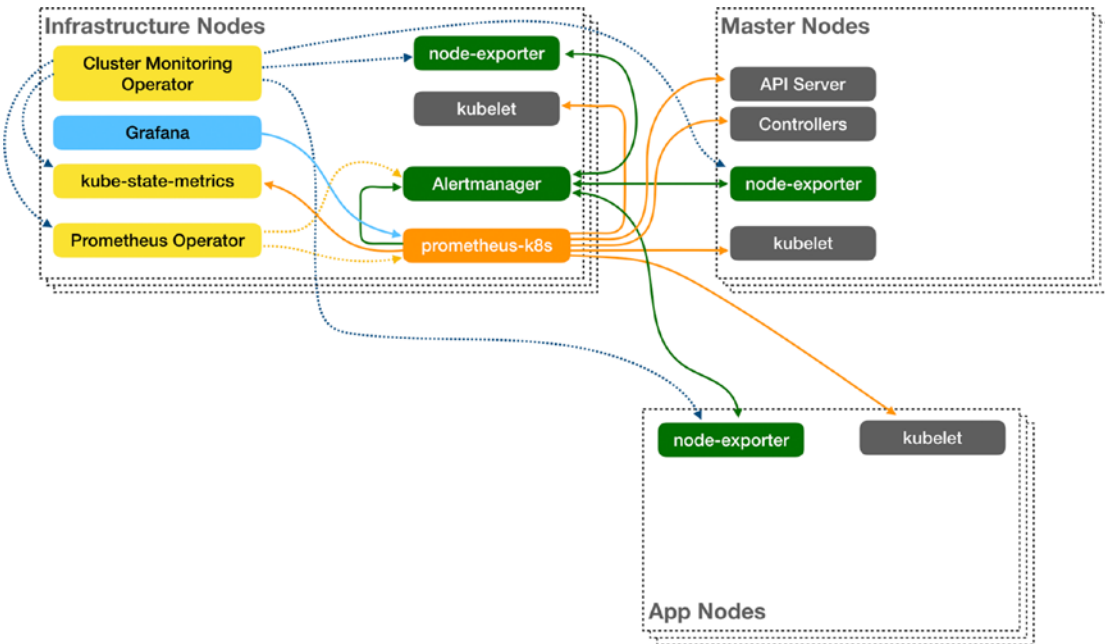 Infrastructure Nodes
Cluster Monitoring
Operator
Grafana
kube-state-metrics
Prometheus Operator
node-exporter
kubelet
Alertmanager
prometheus-k8s
Master Nodes
API Server
Controllers
node-exporter
kubelet
node-exporter
kubelet
App Nodes